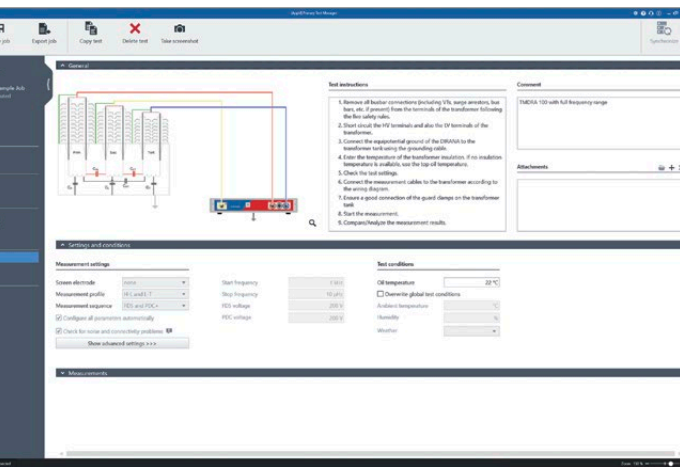 Export job
Copy test
Delete test
Take screenshot
General
Test instructions
1. Remove all busbar connections (including VTs, surge arrestors, bus
bars, etc. if present) from the terminals of the transformer following
the five safety rules.
2. Short circuit the HV terminals and also the LV terminals of the
transformer.
3. Connect the equipotential ground of the DIRANA to the
transformer tank using the grounding cable.
4. Enter the temperature of the transformer insulation. If no insulation
temperature is available, use the top oil temperature.
5. Check the test settings.
6. Connect the measurement cables to the transformer according to
the wiring diagram.
7. Ensure a good connection of the guard clamps on the transformer
tank
8. Start the measurement.
9. Compare/Analyze the measurement results.
Comment
Attachments
Settings and conditions
Measurement settings
Screen electrode none
Measurement profile
Measurement sequence FDS and PDC+
Configure all parameters automatically
Check for noise and connectivity problems
Show advanced settings >>>
Start frequency
Stop frequency
FDS voltage 200 V
PDC voltage 200 V
Test conditions
Oil temperature 22 °C
Overwrite global test conditions
Ambient temperature °C
Humidity %
Weather
Measurements